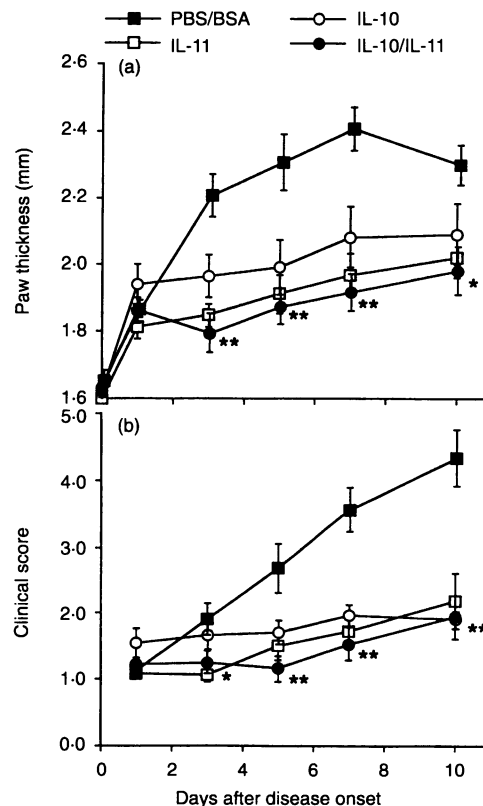 PBS/BSA IL-10
IL-11 IL-10/IL-11
2·6
(a)
2·4
2·2
2·0
1·8
1·6
Paw thickness (mm)
*
**
**
**
5·0
(b)
4·0
3·0
2·0
1·0
0·0
Clinical score
**
**
*
**
0 2 4 6 8 10
Days after disease onset